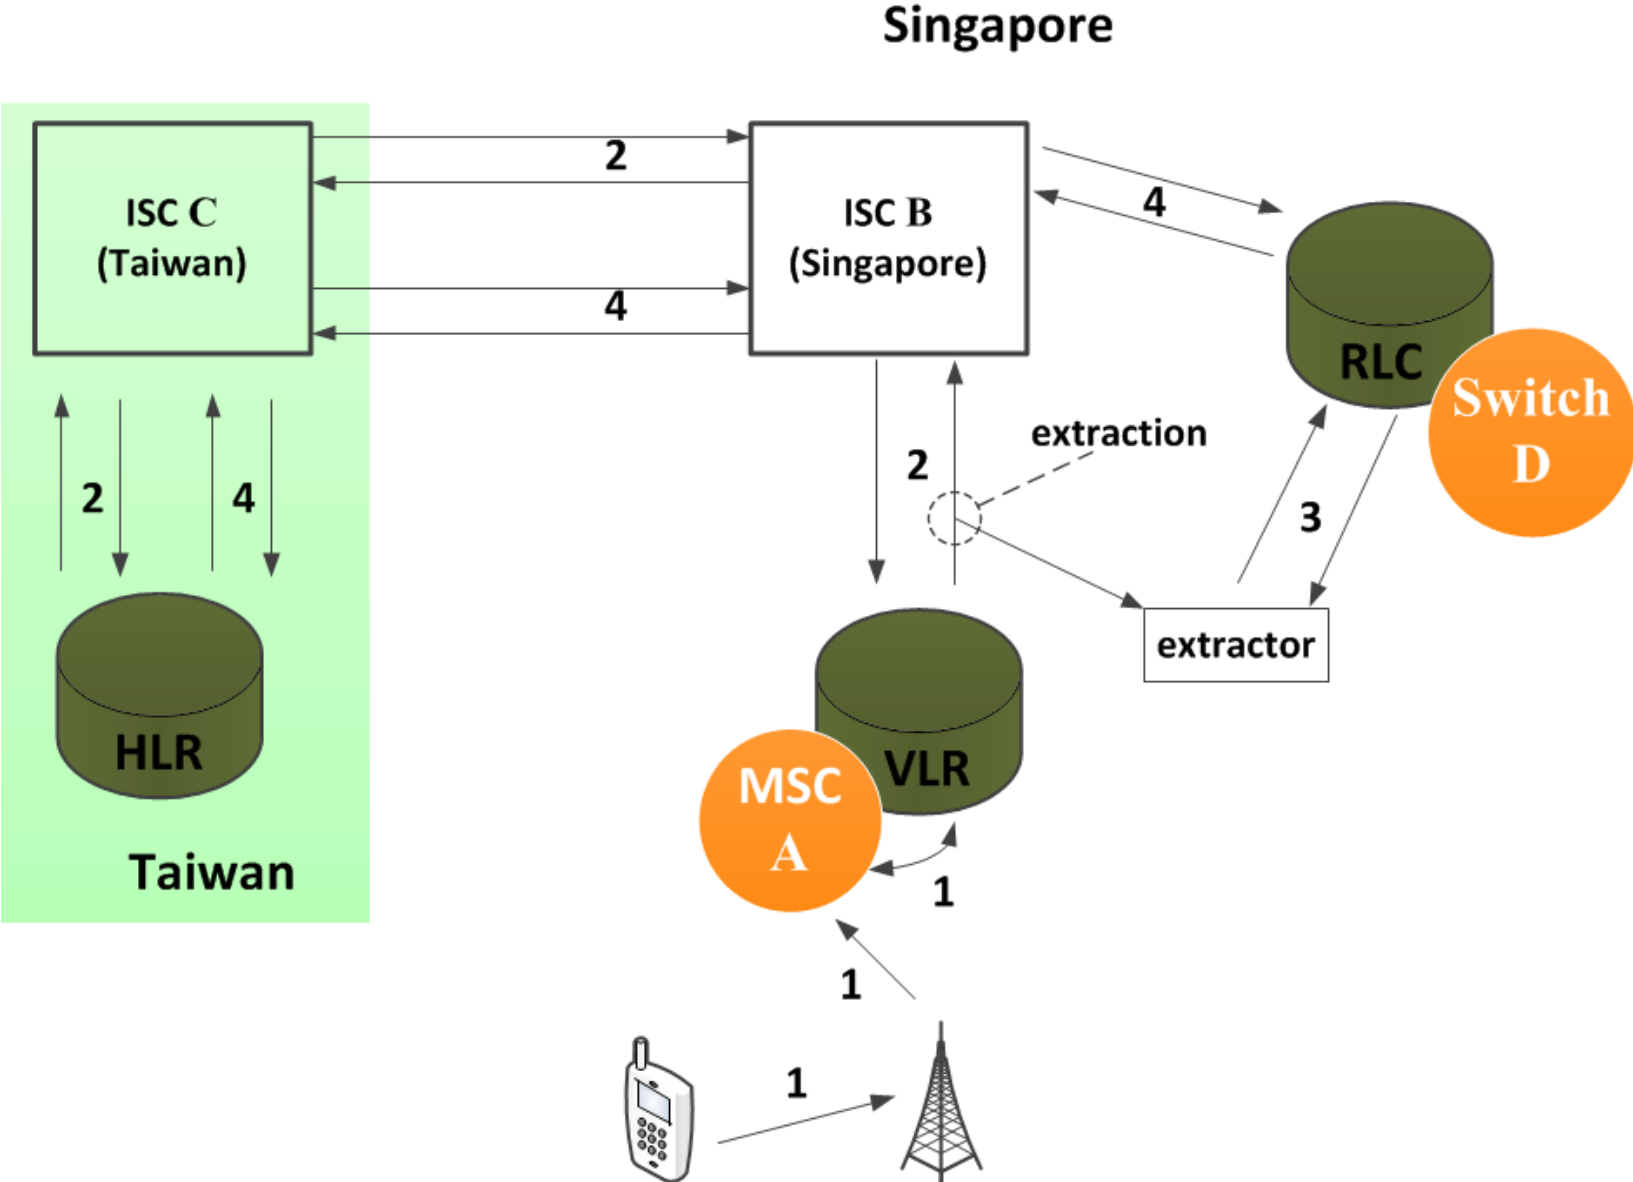 Singapore
ISC C
(Taiwan)
2
4
ISC B
(Singapore)
4
RLC
Switch
D
extraction
2
2
4
3
extractor
HLR
VLR
MSC
A
Taiwan
1
1
1